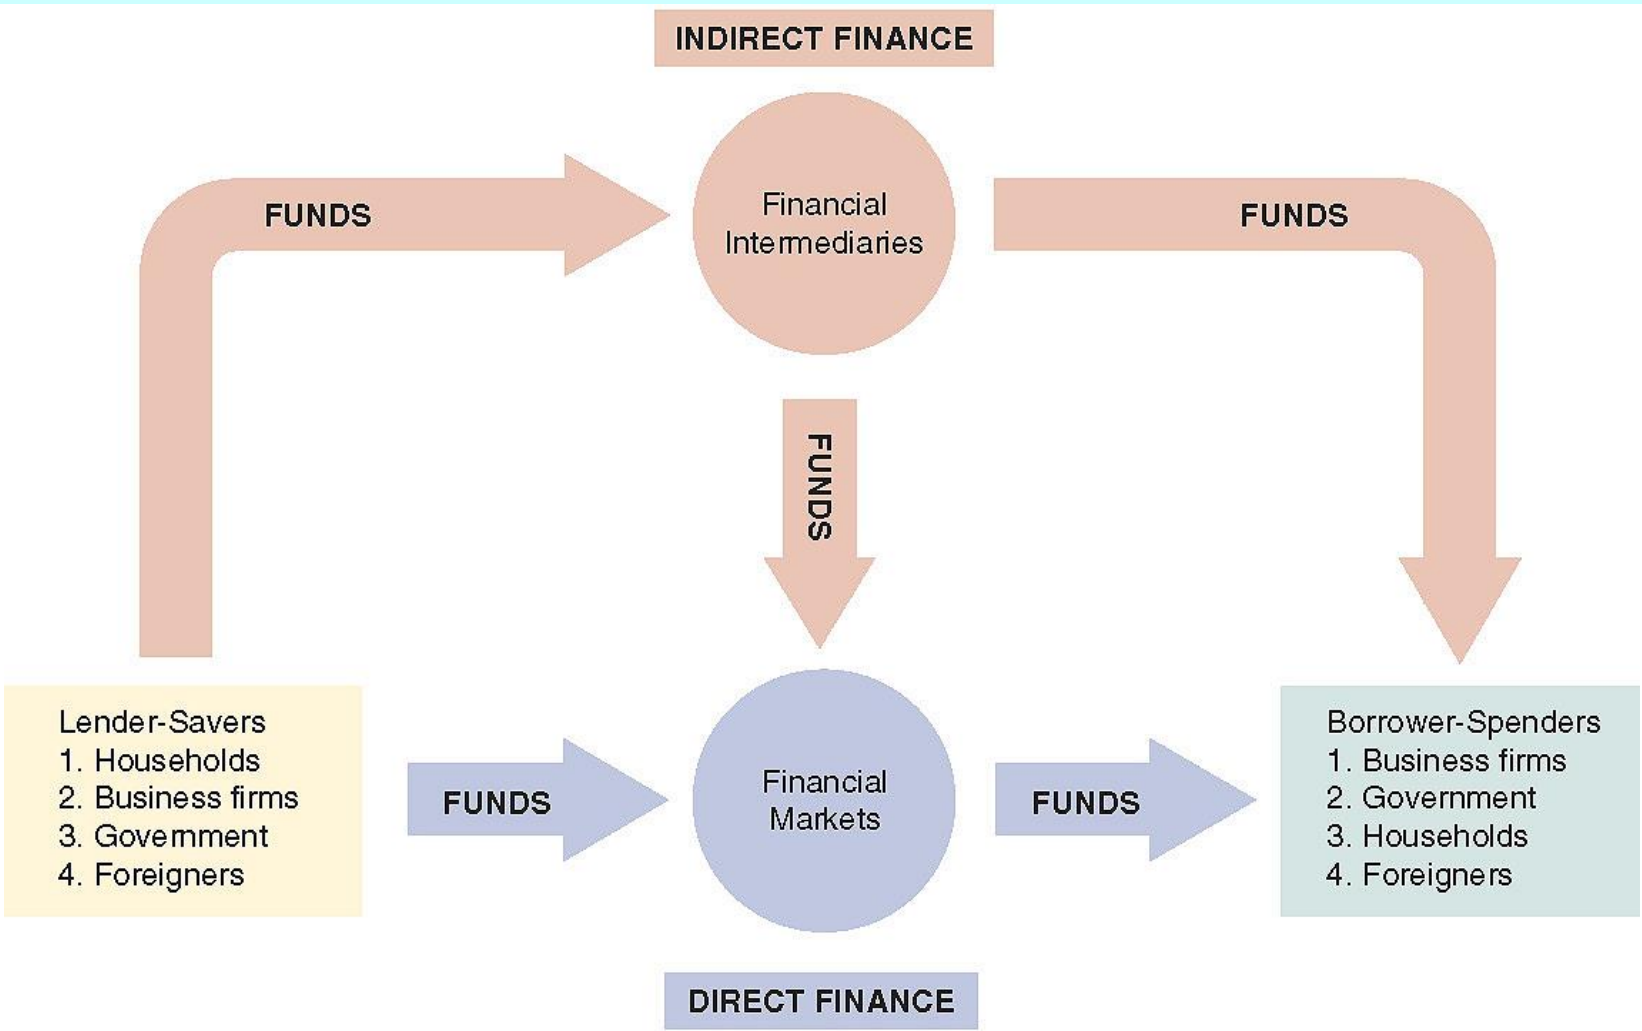 INDIRECT FINANCE
Financial
Intermediaries
FUNDS
FUNDS
FUNDS
Lender-Savers
1. Households
2. Business firms
3. Government
4. Foreigners
FUNDS
Financial
Markets
FUNDS
Borrower-Spenders
1. Business firms
2. Government
3. Households
4. Foreigners
DIRECT FINANCE